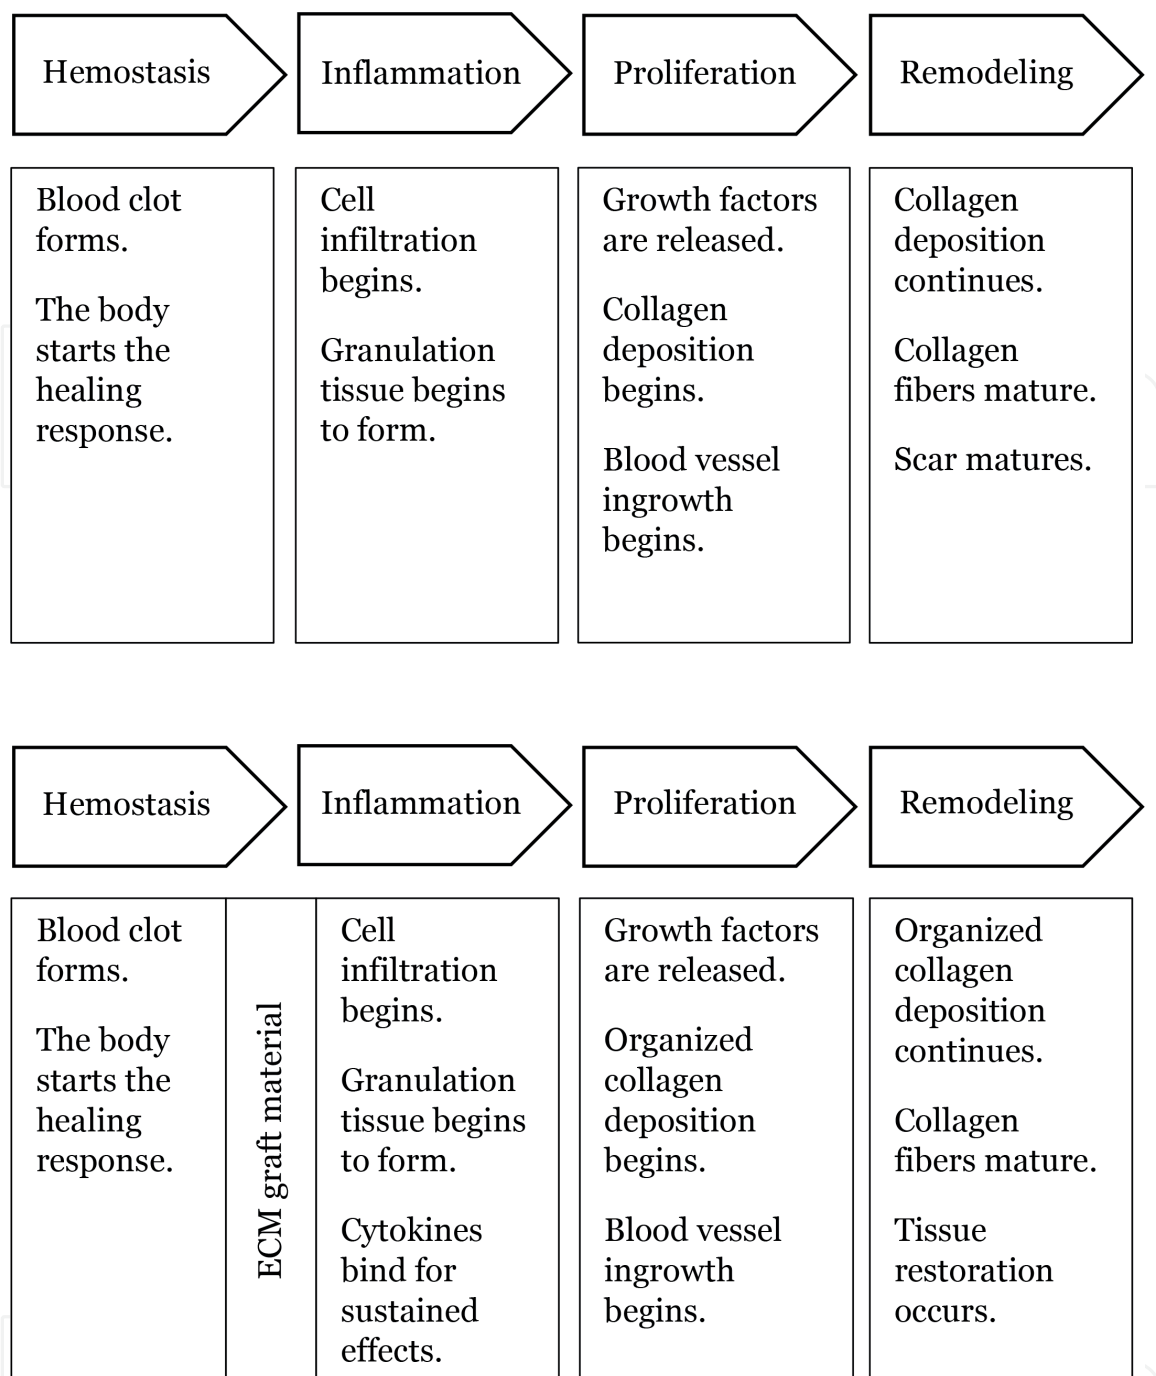 Hemostasis
Inflammation
Proliferation
Remodeling
Blood clot
forms.
The body
starts the
healing
response.
Cell
infiltration
begins.
Granulation
tissue begins
to form.
Growth factors
are released.
Collagen
deposition
begins.
Blood vessel
ingrowth
begins.
Collagen
deposition
continues.
Collagen
fibers mature.
Scar matures.
Hemostasis
Inflammation
Proliferation
Remodeling
Blood clot
forms.
The body
starts the
healing
response.
ECM graft material
Cell
infiltration
begins.
Granulation
tissue begins
to form.
Cytokines
bind for
sustained
effects.
Growth factors
are released.
Organized
collagen
deposition
begins.
Blood vessel
ingrowth
begins.
Organized
collagen
deposition
continues.
Collagen
fibers mature.
Tissue
restoration
occurs.